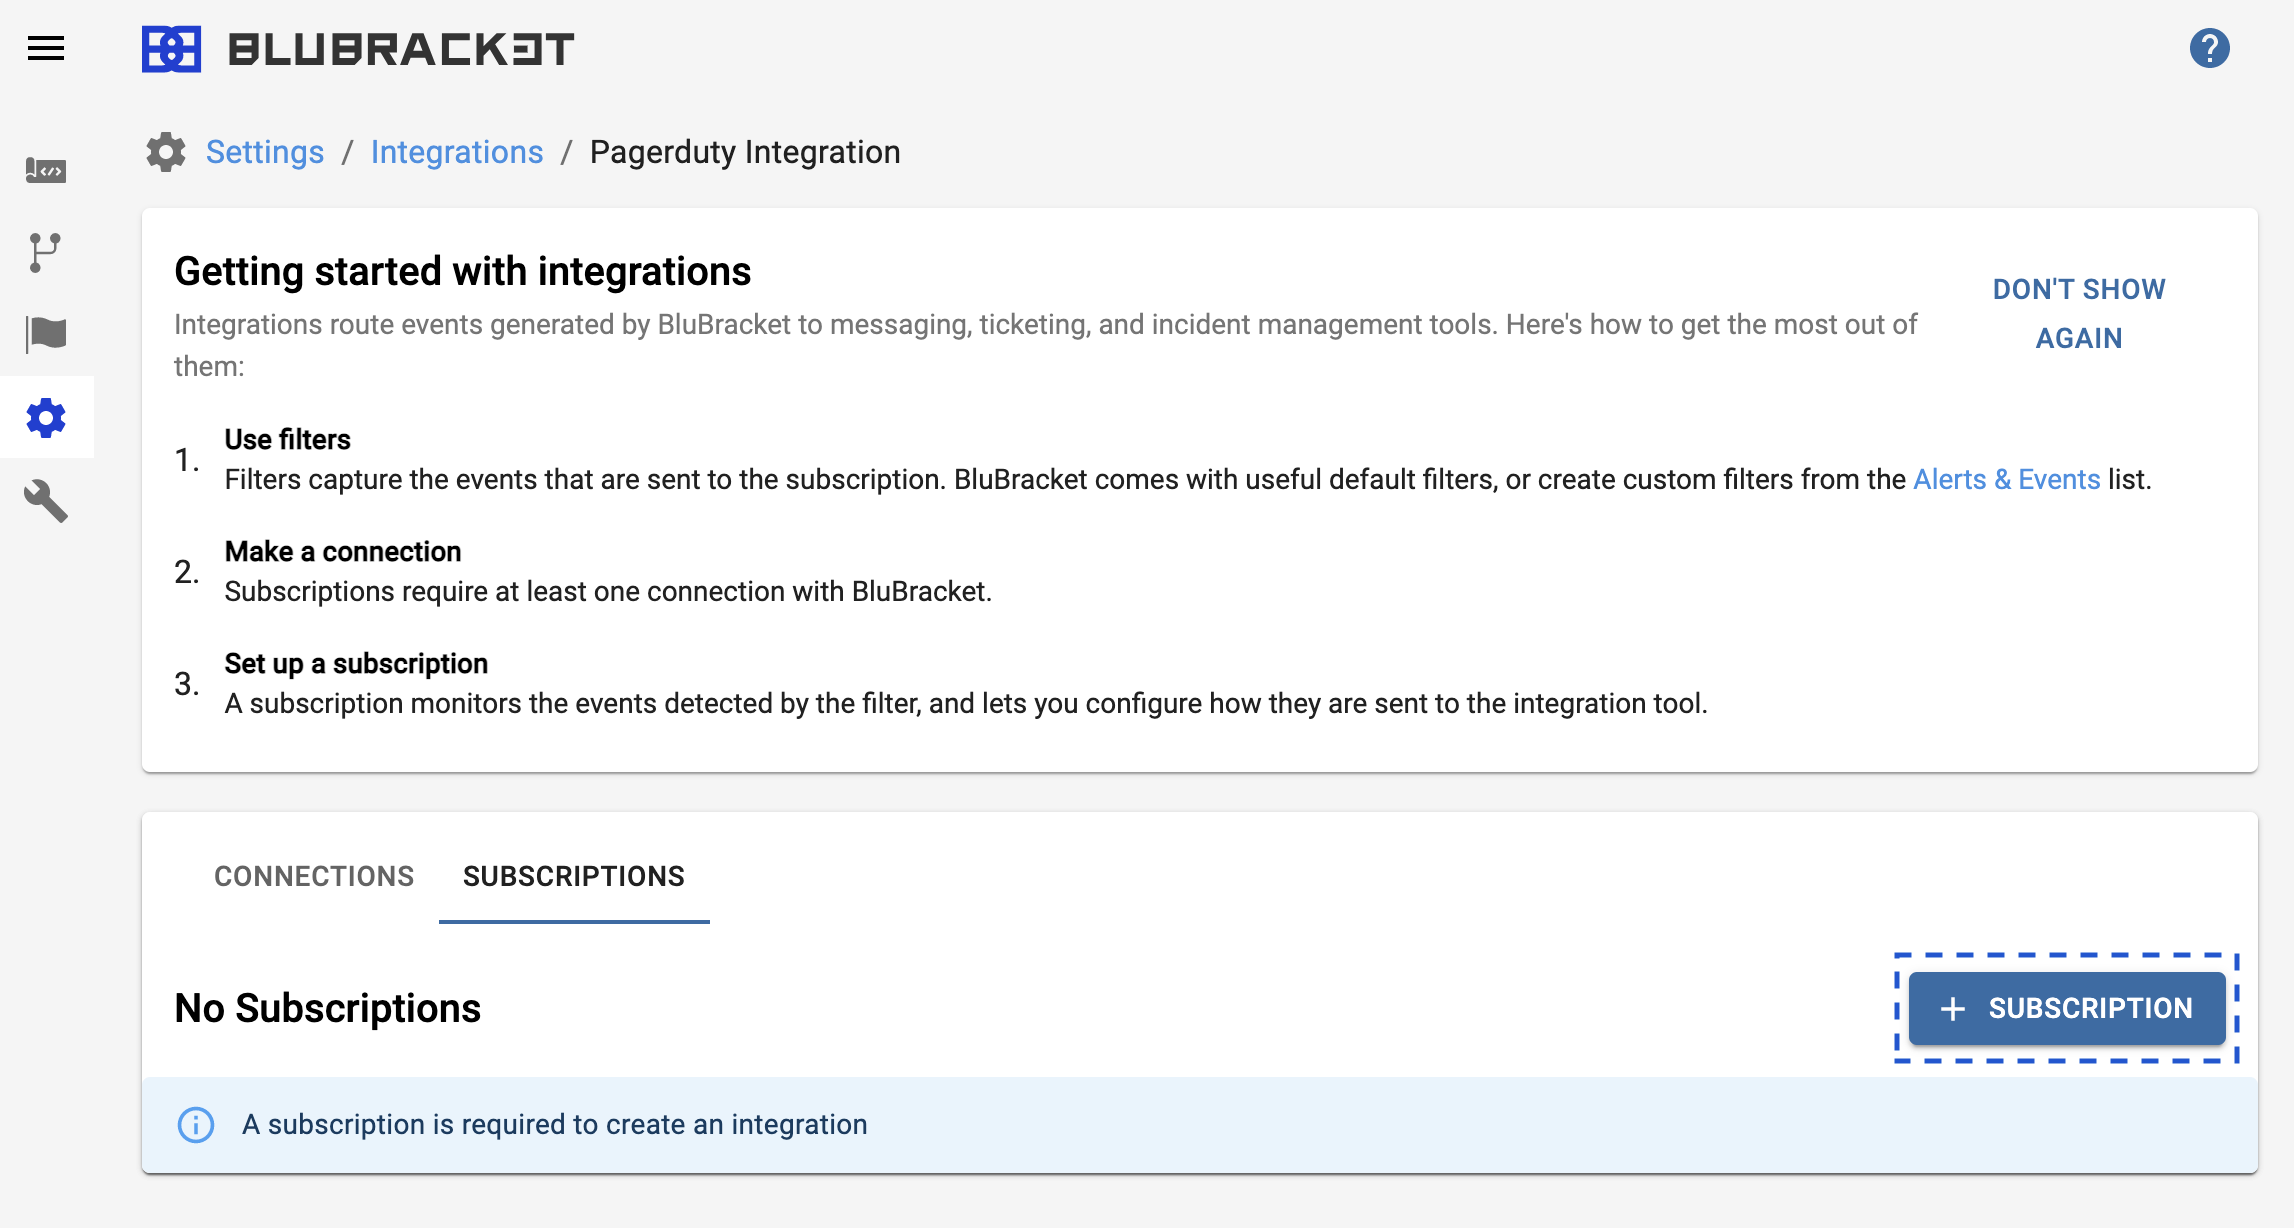 BLUBRACKET
Settings / Integrations / Pagerduty Integration
Getting started with integrations
DON'T SHOW
AGAIN
Integrations route events generated by BluBracket to messaging, ticketing, and incident management tools. Here's how to get the most out of
them:
1.
Use filters
Filters capture the events that are sent to the subscription. BluBracket comes with useful default filters, or create custom filters from the Alerts & Events list.
2.
Make a connection
Subscriptions require at least one connection with BluBracket.
3.
Set up a subscription
A subscription monitors the events detected by the filter, and lets you configure how they are sent to the integration tool.
CONNECTIONS SUBSCRIPTIONS
No Subscriptions
+ SUBSCRIPTION
A subscription is required to create an integration